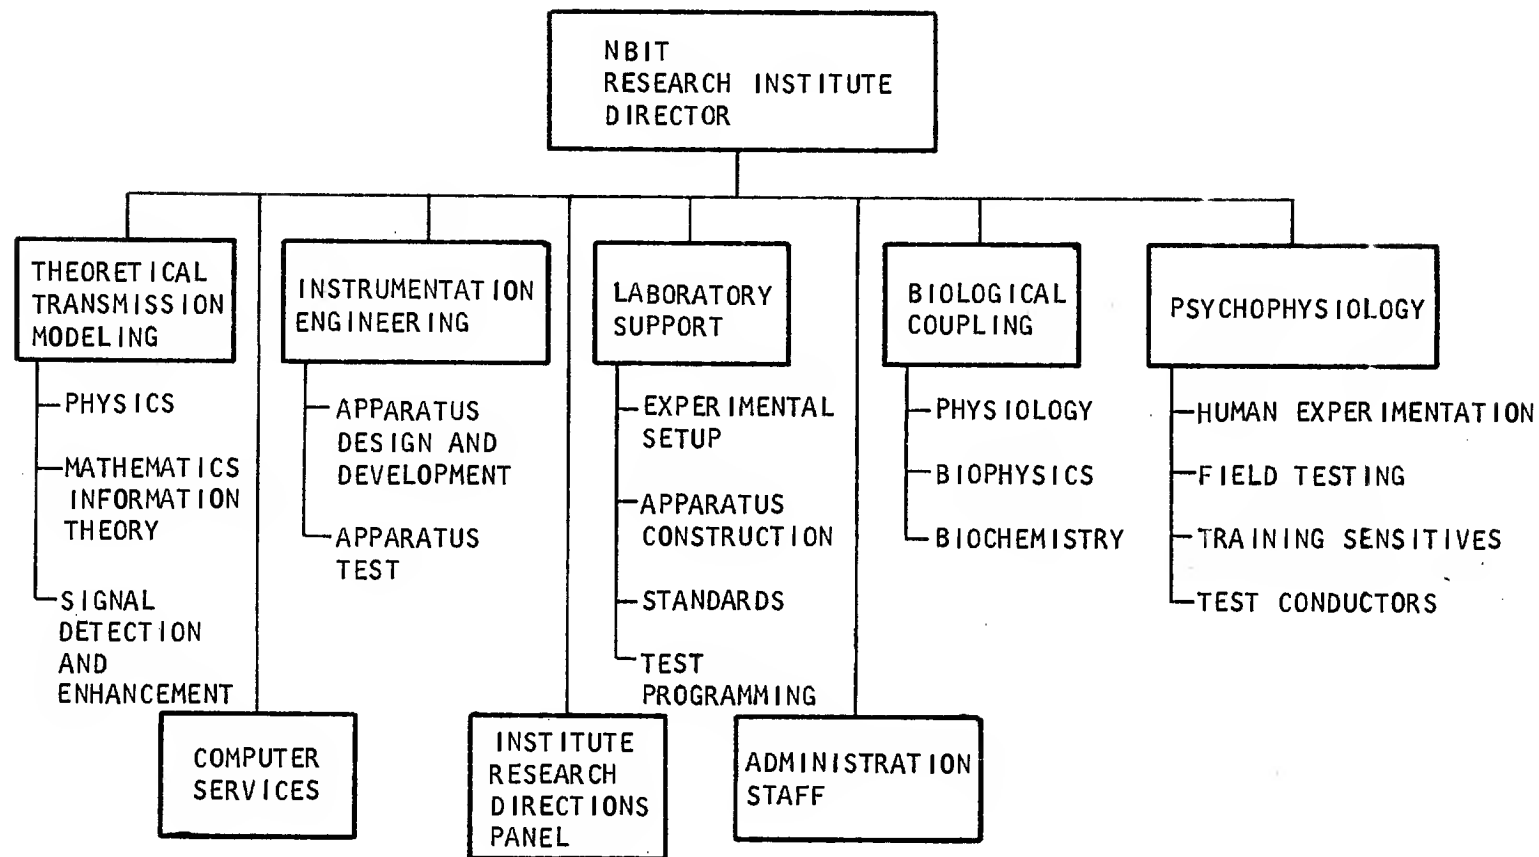 NBIT
RESEARCH INSTITUTE
DIRECTOR
THEORETICAL
TRANSMISSION
MODELING
PHYSICS
MATHEMATICS
INFORMATION
THEORY
SIGNAL
DETECTION
AND
ENHANCEMENT
INSTRUMENTATION
ENGINEERING
APPARATUS
DESIGN AND
DEVELOPMENT
APPARATUS
TEST
LABORATORY
SUPPORT
EXPERIMENTAL
SETUP
APPARATUS
CONSTRUCTION
STANDARDS
TEST
PROGRAMMING
BIOLOGICAL
COUPLING
PHYSIOLOGY
BIOPHYSICS
BIOCHEMISTRY
PSYCHOPHYSIOLOGY
HUMAN EXPERIMENTATION
FIELD TESTING
TRAINING SENSITIVES
TEST CONDUCTORS
COMPUTER
SERVICES
INSTITUTE
RESEARCH
DIRECTIONS
PANEL
ADMINISTRATION
STAFF